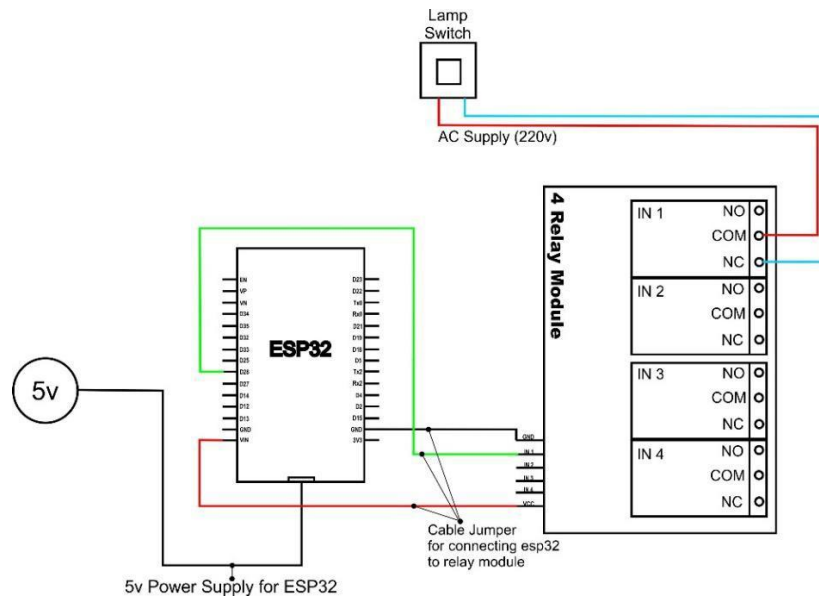 Lamp
Switch
AC Supply (220v)
4 Relay Module
IN 1
NO
COM
NC
IN 2
NO
COM
NC
IN 3
NO
COM
NC
IN 4
NO
COM
NC
GND
IN 1
IN 2
IN 3
IN 4
VCC
ESP32
EN
VP
VN
D34
D35
D32
D33
D25
D26
D27
D14
D12
D13
GND
VIN
D23
D22
Tx0
Rx0
D21
D19
D18
D5
Tx2
Rx2
D4
D2
D15
GND
3V3
5v
Cable Jumper
for connecting esp32
to relay module
5v Power Supply for ESP32